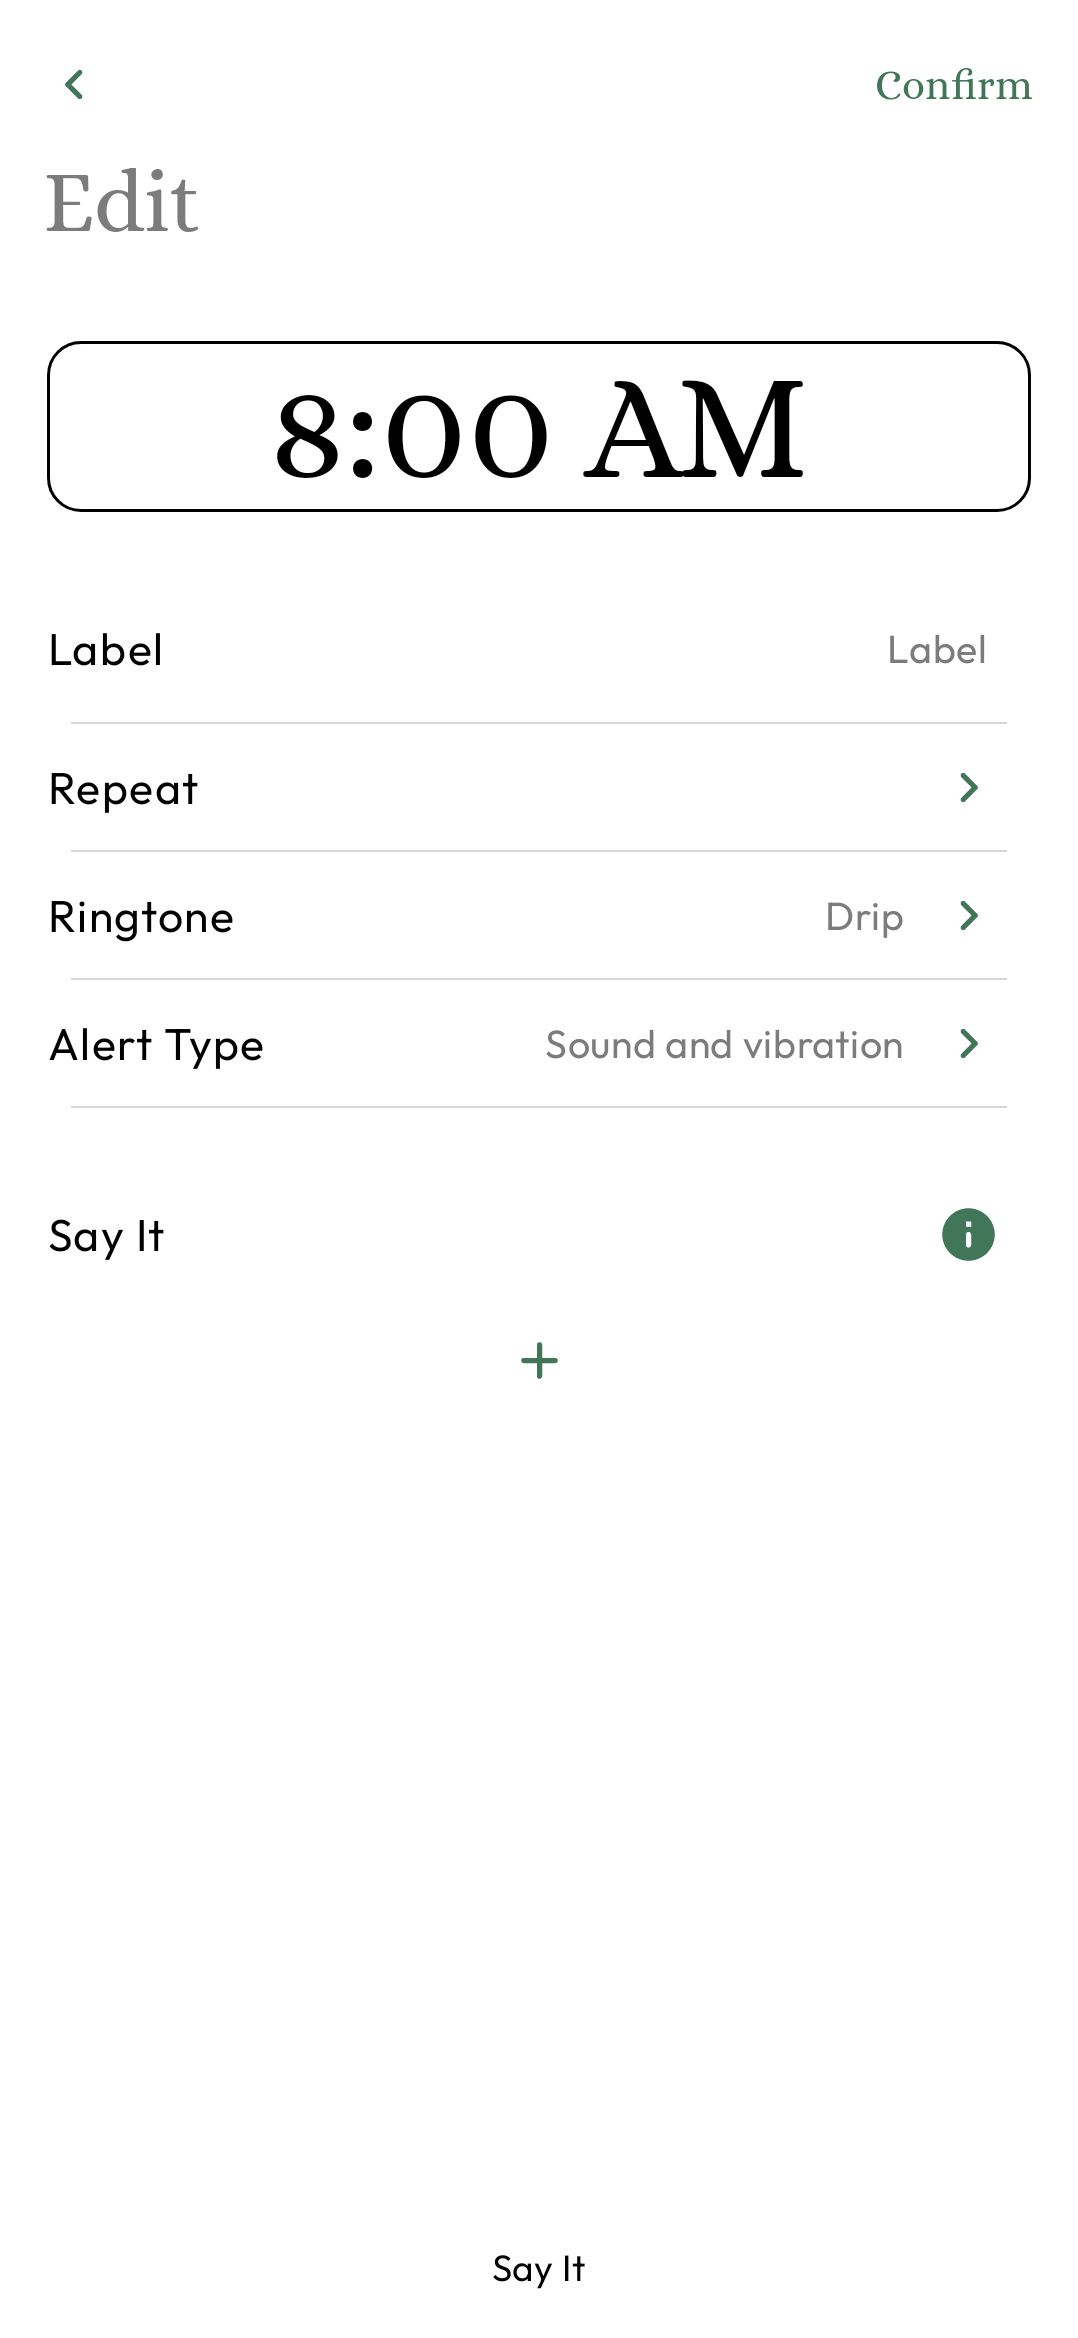 Confirm
Edit
8:00 AM
Label Label
Repeat
Ringtone Drip
Alert Type Sound and vibration
Say It
Say It